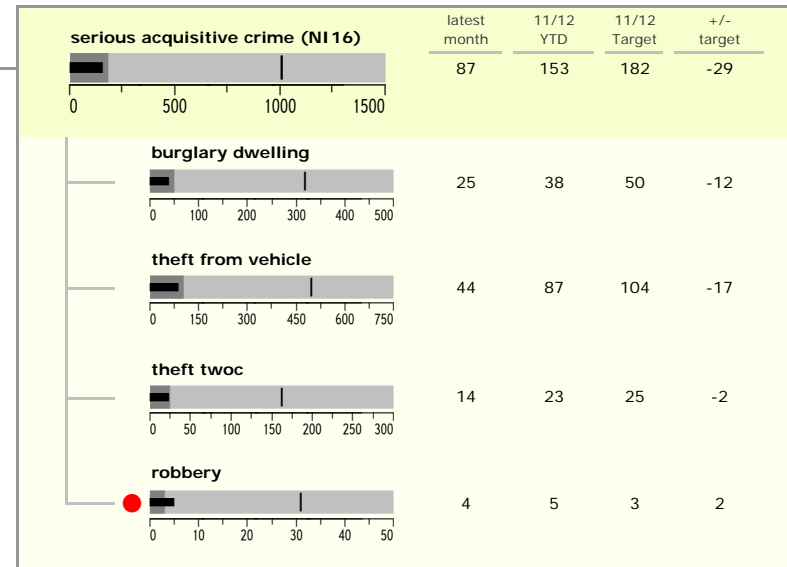 latest 11/12 11/12 +/-
serious acquisitive crime (NI16) month YTD Target target
87 153 182 -29
0 500 1000 1500
burglary dwelling
25 38 50 -12
0 100 200 300 400 500
theft from vehicle
44 87 104 -17
0 150 300 450 600 750
theft twoc
14 23 25 -2
0 50 100 150 200 250 300
robbery
4 5 3 2
0 10 20 30 40 50